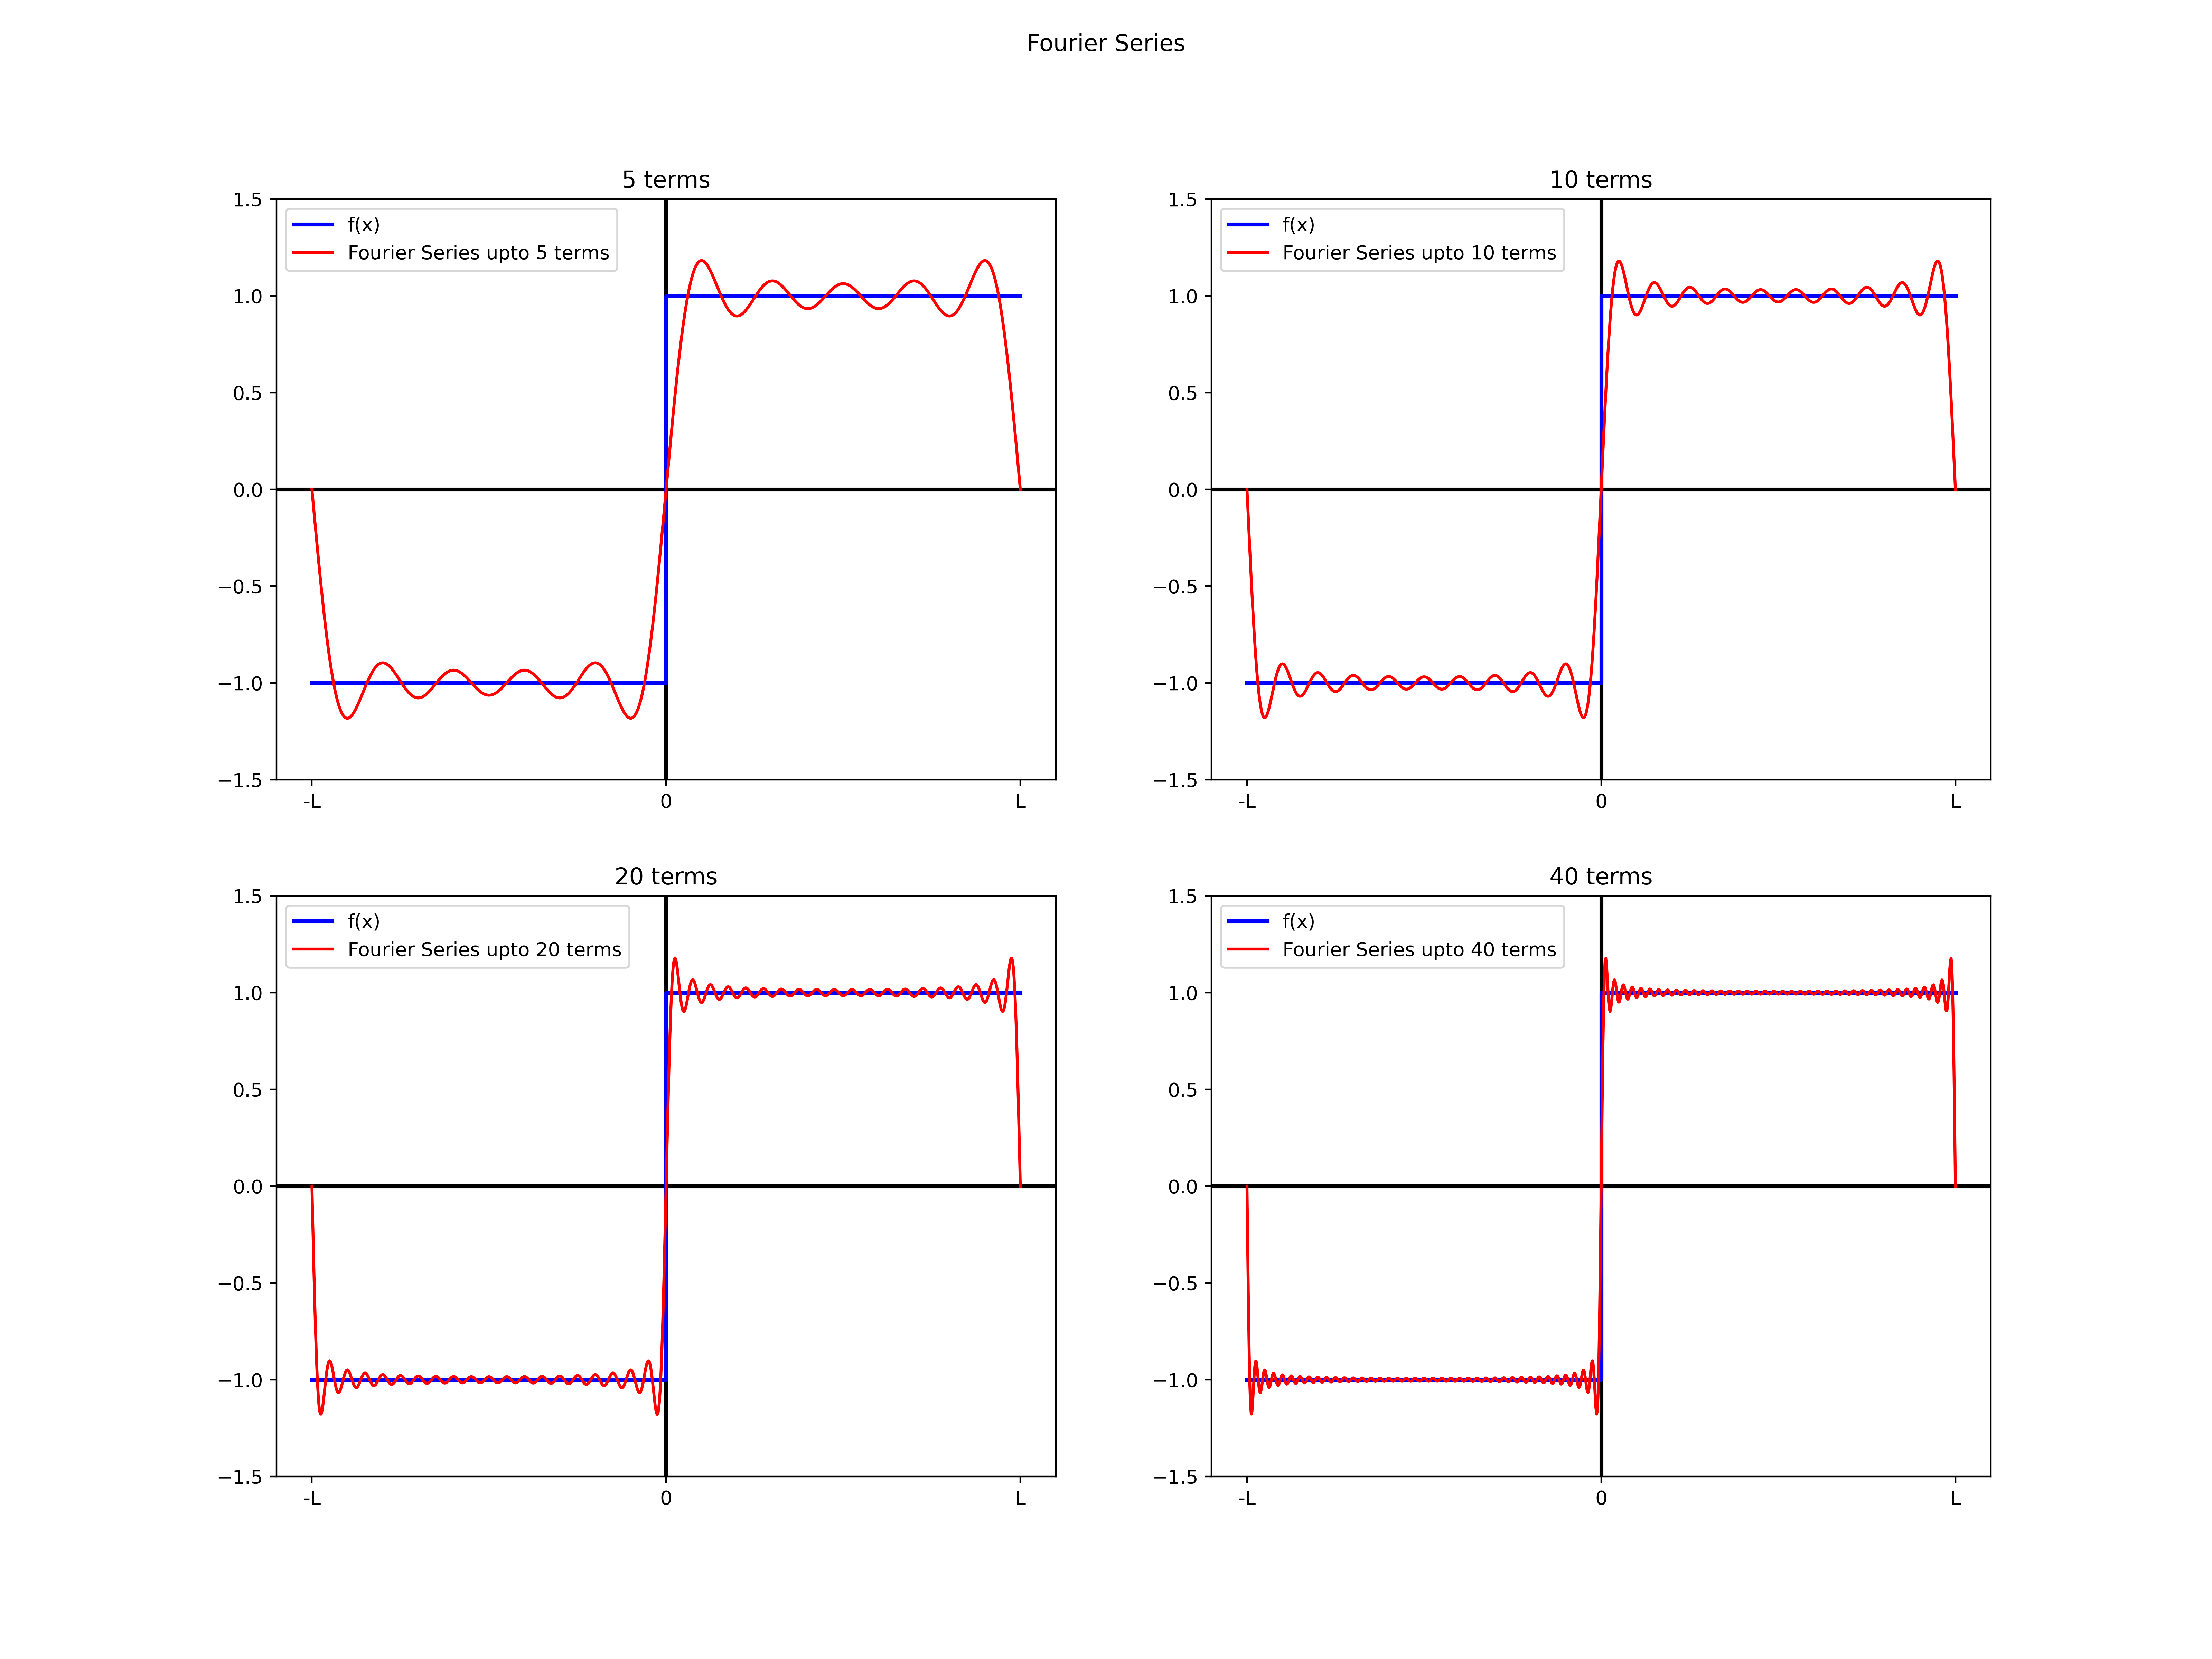 Fourier Series
5 terms
1.5
1.0
0.5
0.0
−0.5
−1.0
−1.5
-L
0
L
f(x)
Fourier Series upto 5 terms
10 terms
1.5
1.0
0.5
0.0
−0.5
−1.0
−1.5
-L
0
L
f(x)
Fourier Series upto 10 terms
20 terms
1.5
1.0
0.5
0.0
−0.5
−1.0
−1.5
-L
0
L
f(x)
Fourier Series upto 20 terms
40 terms
1.5
1.0
0.5
0.0
−0.5
−1.0
−1.5
-L
0
L
f(x)
Fourier Series upto 40 terms